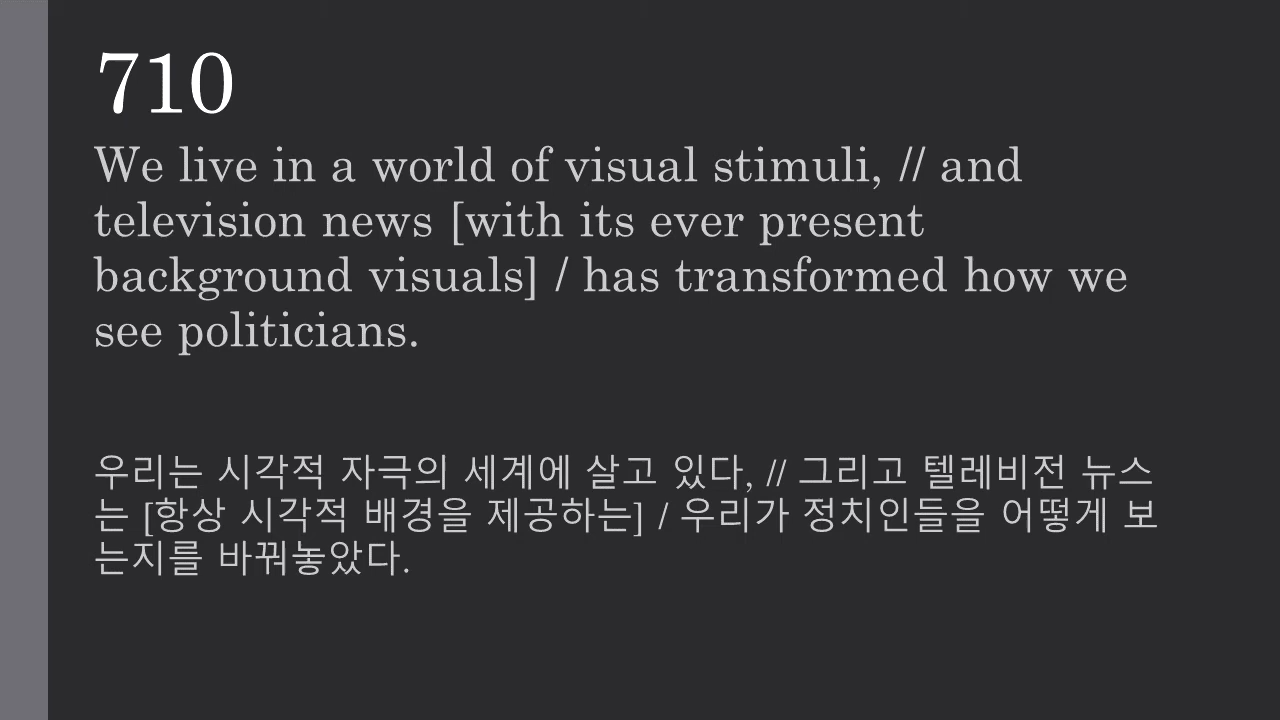 710
We live in a world of visual stimuli, // and
television news [with its ever present
background visuals] / has transformed how we
see politicians.
우리는 시각적 자극의 세계에 살고 있다, // 그리고 텔레비전 뉴스
는 [항상 시각적 배경을 제공하는] / 우리가 정치인들을 어떻게 보
는지를 바꿔놓았다.